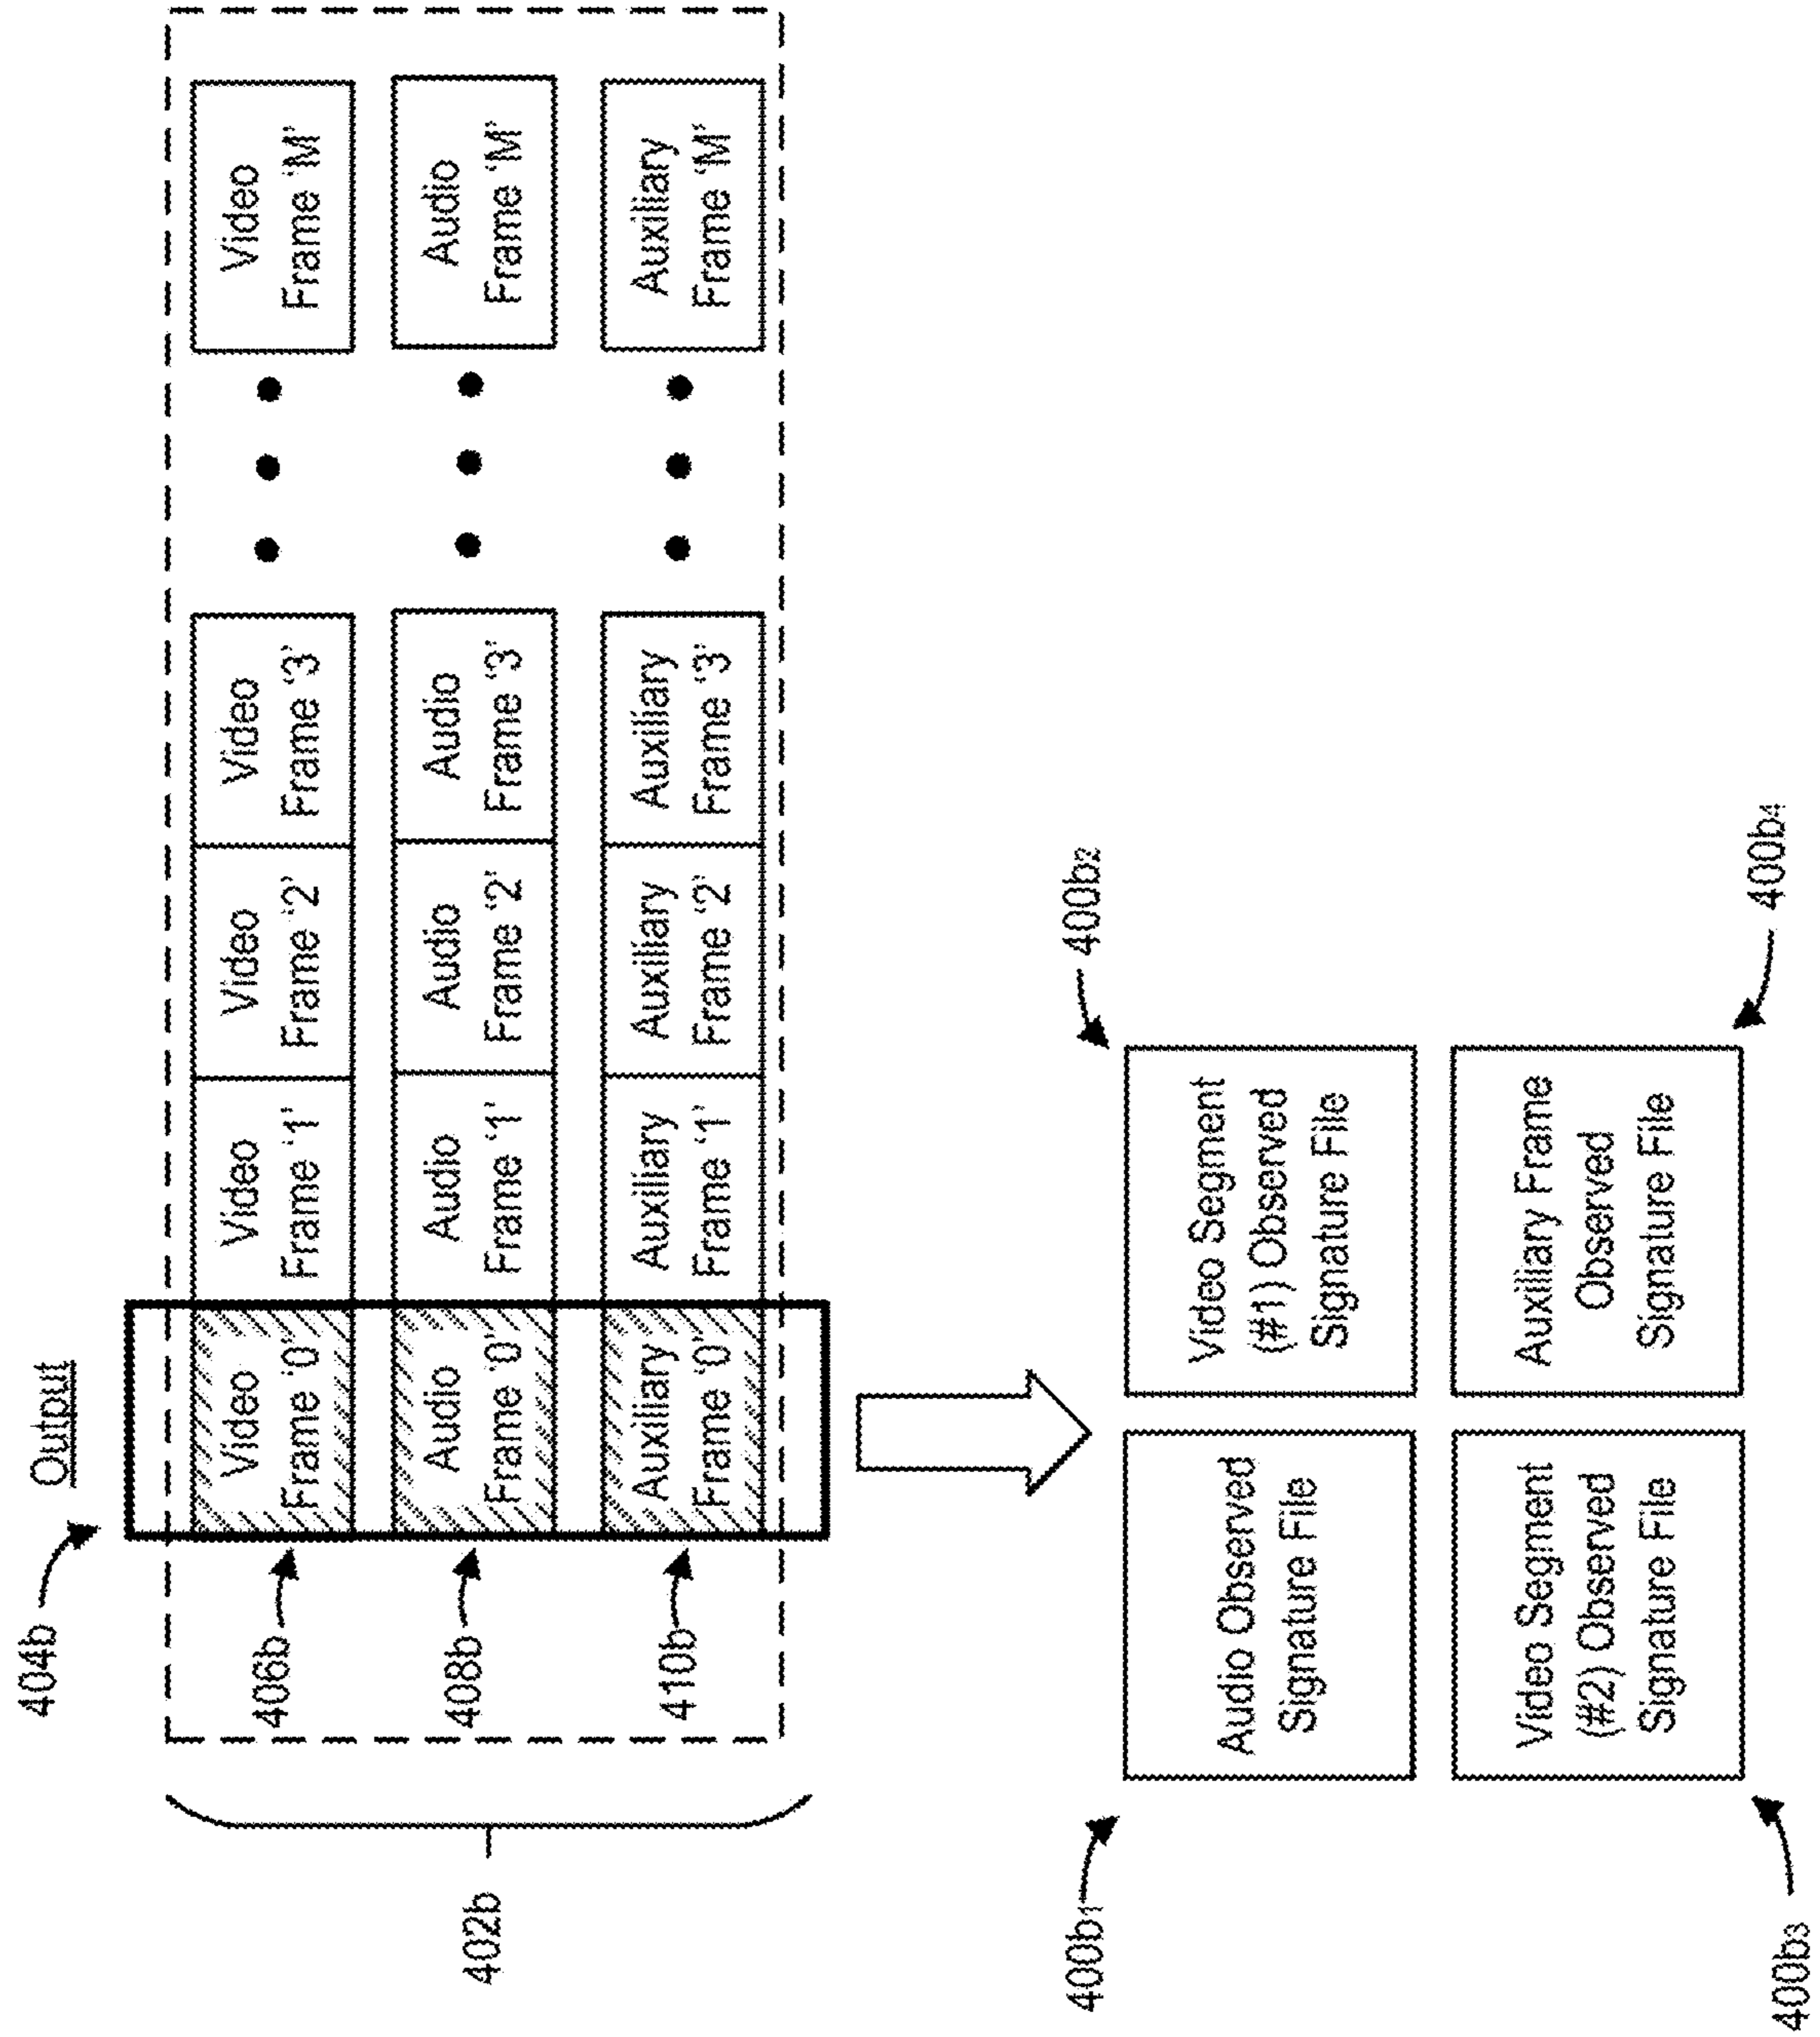 Output
404b
402b
406b
Video
Frame '0'
Video
Frame '1'
Video
Frame '2'
Video
Frame '3'
Video
Frame 'M'
408b
Audio
Frame '0'
Audio
Frame '1'
Audio
Frame '2'
Audio
Frame '3'
Audio
Frame 'M'
410b
Auxiliary
Frame '0'
Auxiliary
Frame '1'
Auxiliary
Frame '2'
Auxiliary
Frame '3'
Auxiliary
Frame 'M'
400b1
Audio Observed
Signature File
400b2
Video Segment
(#1) Observed
Signature File
400b3
Video Segment
(#2) Observed
Signature File
400b4
Auxiliary Frame
Observed
Signature File